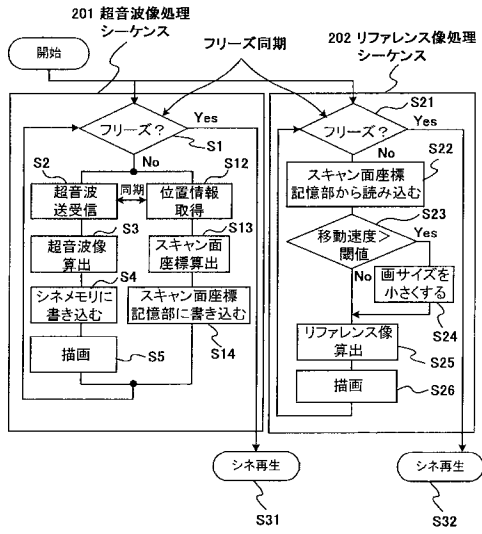 201 超音波像処理
シーケンス
フリーズ同期
202 リファレンス像処理
シーケンス
開始
フリーズ?
Yes
S1
No
S2
超音波
送受信
同期
S12
位置情報
取得
S3
超音波像
算出
S13
スキャン面
座標算出
S4
シネメモリに
書き込む
スキャン面座標
記憶部に書き込む
S14
描画
S5
シネ再生
S31
S21
フリーズ?
Yes
No
S22
スキャン面座標
記憶部から読み込む
S23
移動速度>
閾値
Yes
No
画サイズを
小さくする
S24
リファレンス像
算出
S25
描画
S26
シネ再生
S32